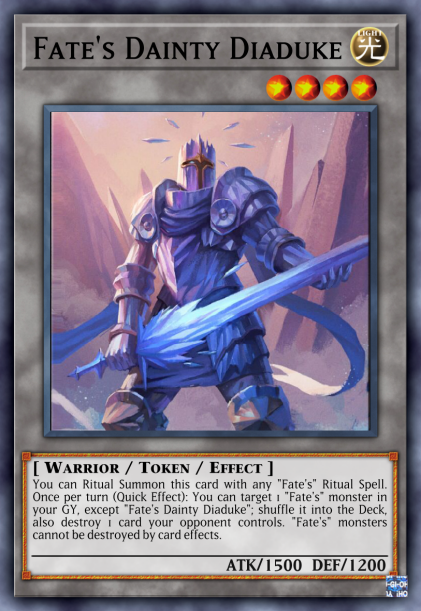 Fate's Dainty Diaduke
LIGHT
光
[ Warrior / Token / Effect ]
You can Ritual Summon this card with any "Fate's" Ritual Spell.
Once per turn (Quick Effect): You can target 1 "Fate's" monster in
your GY, except "Fate's Dainty Diaduke"; shuffle it into the Deck,
also destroy 1 card your opponent controls. "Fate's" monsters
cannot be destroyed by card effects.
ATK/1500 DEF/1200